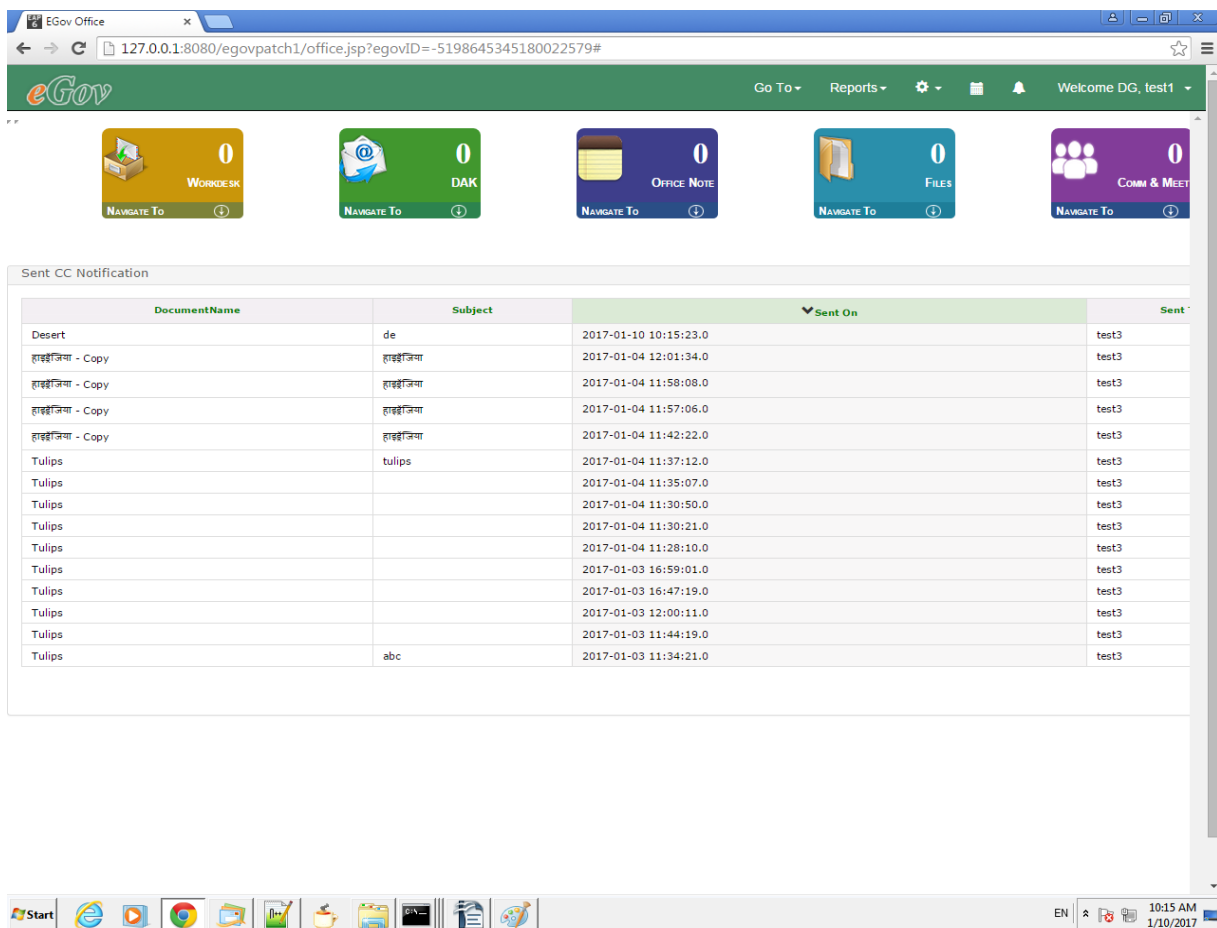 EGov Office
127.0.0.1:8080/egovpatch1/office.jsp?egovID=-5198645345180022579#
eGov Go To Reports Welcome DG, test1
0 0 0 0 0
WORKDESK DAK OFFICE NOTE FILES COMM & MEET
NAVIGATE TO NAVIGATE TO NAVIGATE TO NAVIGATE TO NAVIGATE TO
Sent CC Notification
DocumentName Subject Sent On Sent
Desert de 2017-01-10 10:15:23.0 test3
हाइड्रेंजिया - Copy हाइड्रेंजिया 2017-01-04 12:01:34.0 test3
हाइड्रेंजिया - Copy हाइड्रेंजिया 2017-01-04 11:58:08.0 test3
हाइड्रेंजिया - Copy हाइड्रेंजिया 2017-01-04 11:57:06.0 test3
हाइड्रेंजिया - Copy हाइड्रेंजिया 2017-01-04 11:42:22.0 test3
Tulips tulips 2017-01-04 11:37:12.0 test3
Tulips 2017-01-04 11:35:07.0 test3
Tulips 2017-01-04 11:30:50.0 test3
Tulips 2017-01-04 11:30:21.0 test3
Tulips 2017-01-04 11:28:10.0 test3
Tulips 2017-01-03 16:59:01.0 test3
Tulips 2017-01-03 16:47:19.0 test3
Tulips 2017-01-03 12:00:11.0 test3
Tulips 2017-01-03 11:44:19.0 test3
Tulips abc 2017-01-03 11:34:21.0 test3
Start EN 10:15 AM
1/10/2017